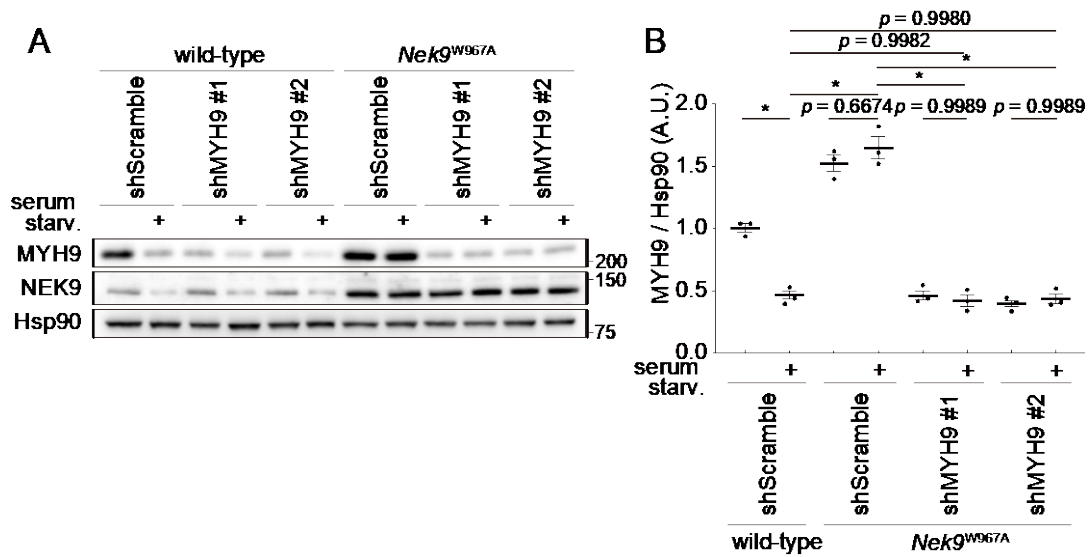 A
wild-type
Nek9W967A
shScramble
shMYH9 #1
shMYH9 #2
shScramble
shMYH9 #1
shMYH9 #2
serum
starv.
+
+
+
+
+
+
MYH9
200
NEK9
150
Hsp90
75
B
p = 0.9980
p = 0.9982
*
*
*
*
p = 0.6674
p = 0.9989
p = 0.9989
MYH9 / Hsp90 (A.U.)
2.0
1.5
1.0
0.5
0.0
serum
starv.
+
+
+
+
shScramble
shScramble
shMYH9 #1
shMYH9 #2
wild-type
Nek9W967A